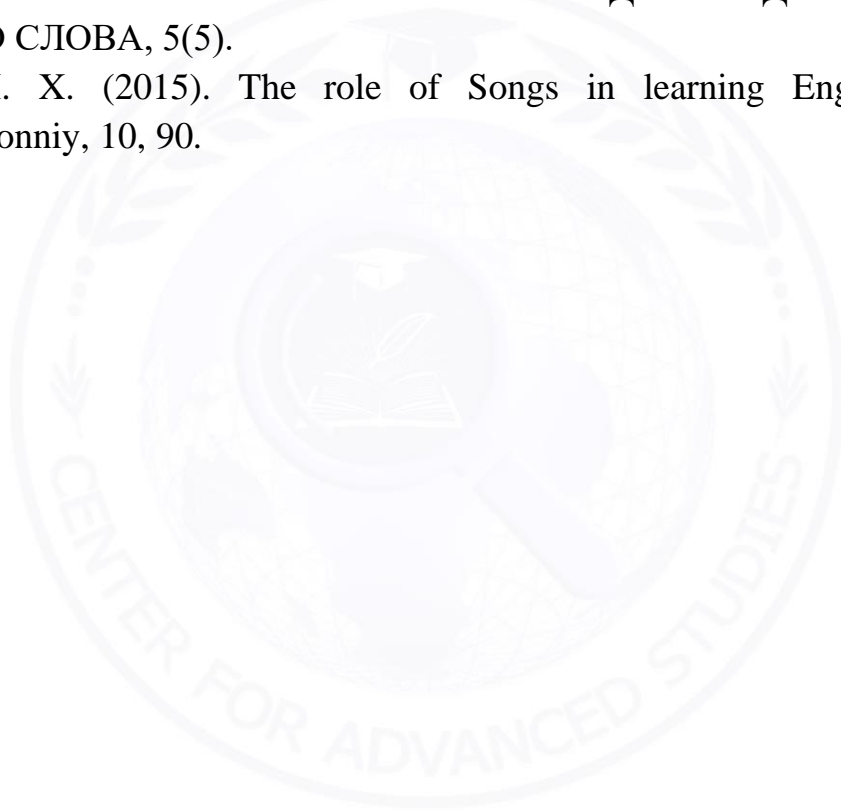 СЛОВА, 5(5).
X. (2015). The role of Songs in learning Eng
onniy, 10, 90.
CENTER FOR ADVANCED STUDIES